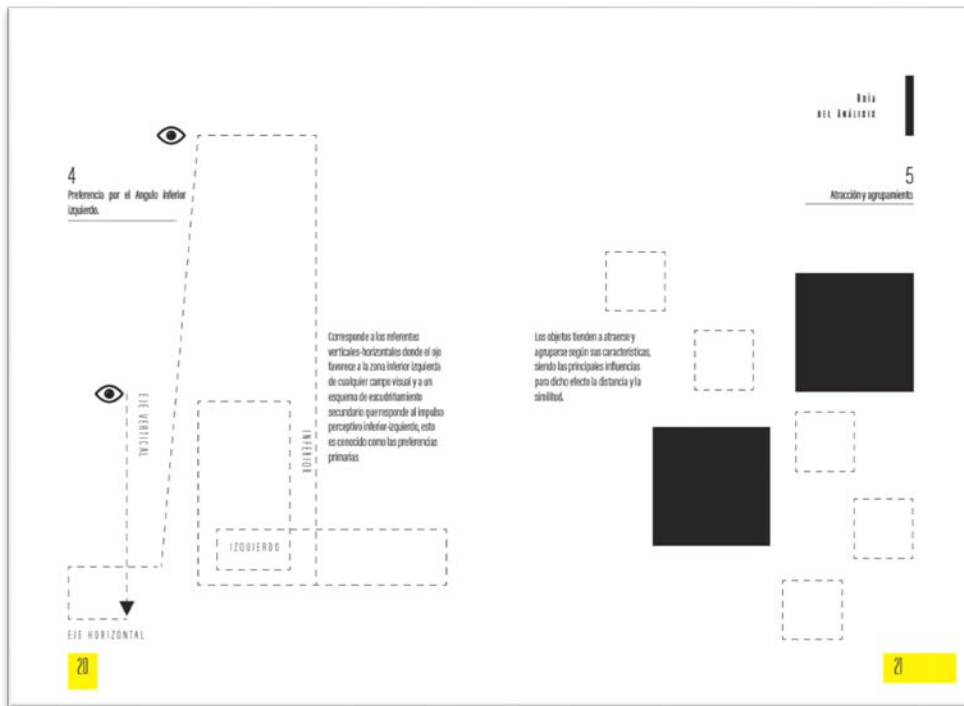 4
Preferencia por el Angulo inferior
izquierdo.
EJE VERTICAL
INFERIOR
IZQUIERDO
EJE HORIZONTAL
Corresponde a los referentes
verticales-horizontales donde el ojo
favorece a la zona inferior izquierda
de cualquier campo visual y a un
esquema de escudriñamiento
secundario que responde al impulso
perceptivo inferior-izquierdo, esto
es conocido como las preferencias
primarias
20
Guía
DEL ANÁLISIS
5
Atracción y agrupamiento
Los objetos tienden a atraerse y
agruparse según sus características,
siendo las principales influencias
para dicho efecto la distancia y la
similitud.
21